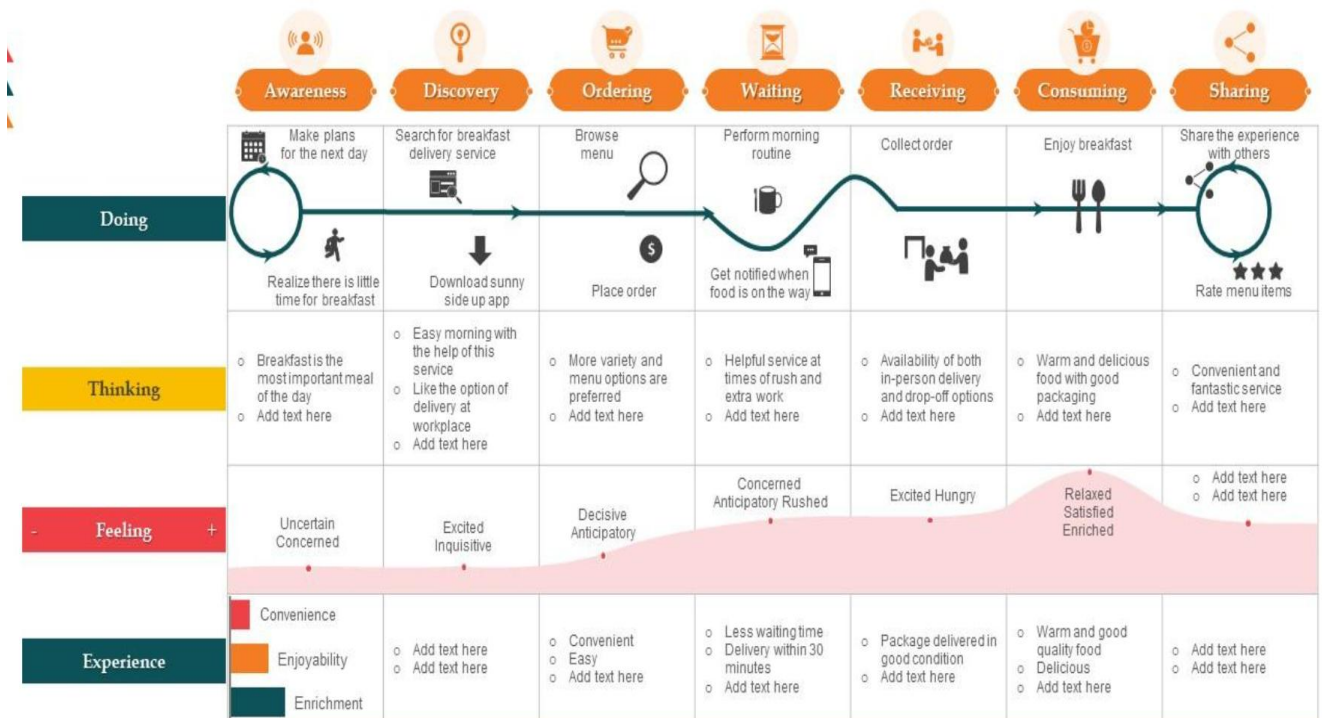 Awareness
Discovery
Ordering
Waiting
Receiving
Consuming
Sharing
Doing
Make plans
for the next day
Realize there is little
time for breakfast
Search for breakfast
delivery service
Download sunny
side up app
Browse
menu
Place order
Perform morning
routine
Get notified when
food is on the way
Collect order
Enjoy breakfast
Share the experience
with others
Rate menu items
Thinking
Breakfast is the
most important meal
of the day
Add text here
Easy morning with
the help of this
service
Like the option of
delivery at
workplace
Add text here
More variety and
menu options are
preferred
Add text here
Helpful service at
times of rush and
extra work
Add text here
Availability of both
in-person delivery
and drop-off options
Add text here
Warm and delicious
food with good
packaging
Add text here
Convenient and
fantastic service
Add text here
- Feeling +
Uncertain
Concerned
Excited
Inquisitive
Decisive
Anticipatory
Concerned
Anticipatory Rushed
Excited Hungry
Relaxed
Satisfied
Enriched
Add text here
Add text here
Experience
Convenience
Enjoyability
Enrichment
Add text here
Add text here
Convenient
Easy
Add text here
Less waiting time
Delivery within 30
minutes
Add text here
Package delivered in
good condition
Add text here
Warm and good
quality food
Delicious
Add text here
Add text here
Add text here